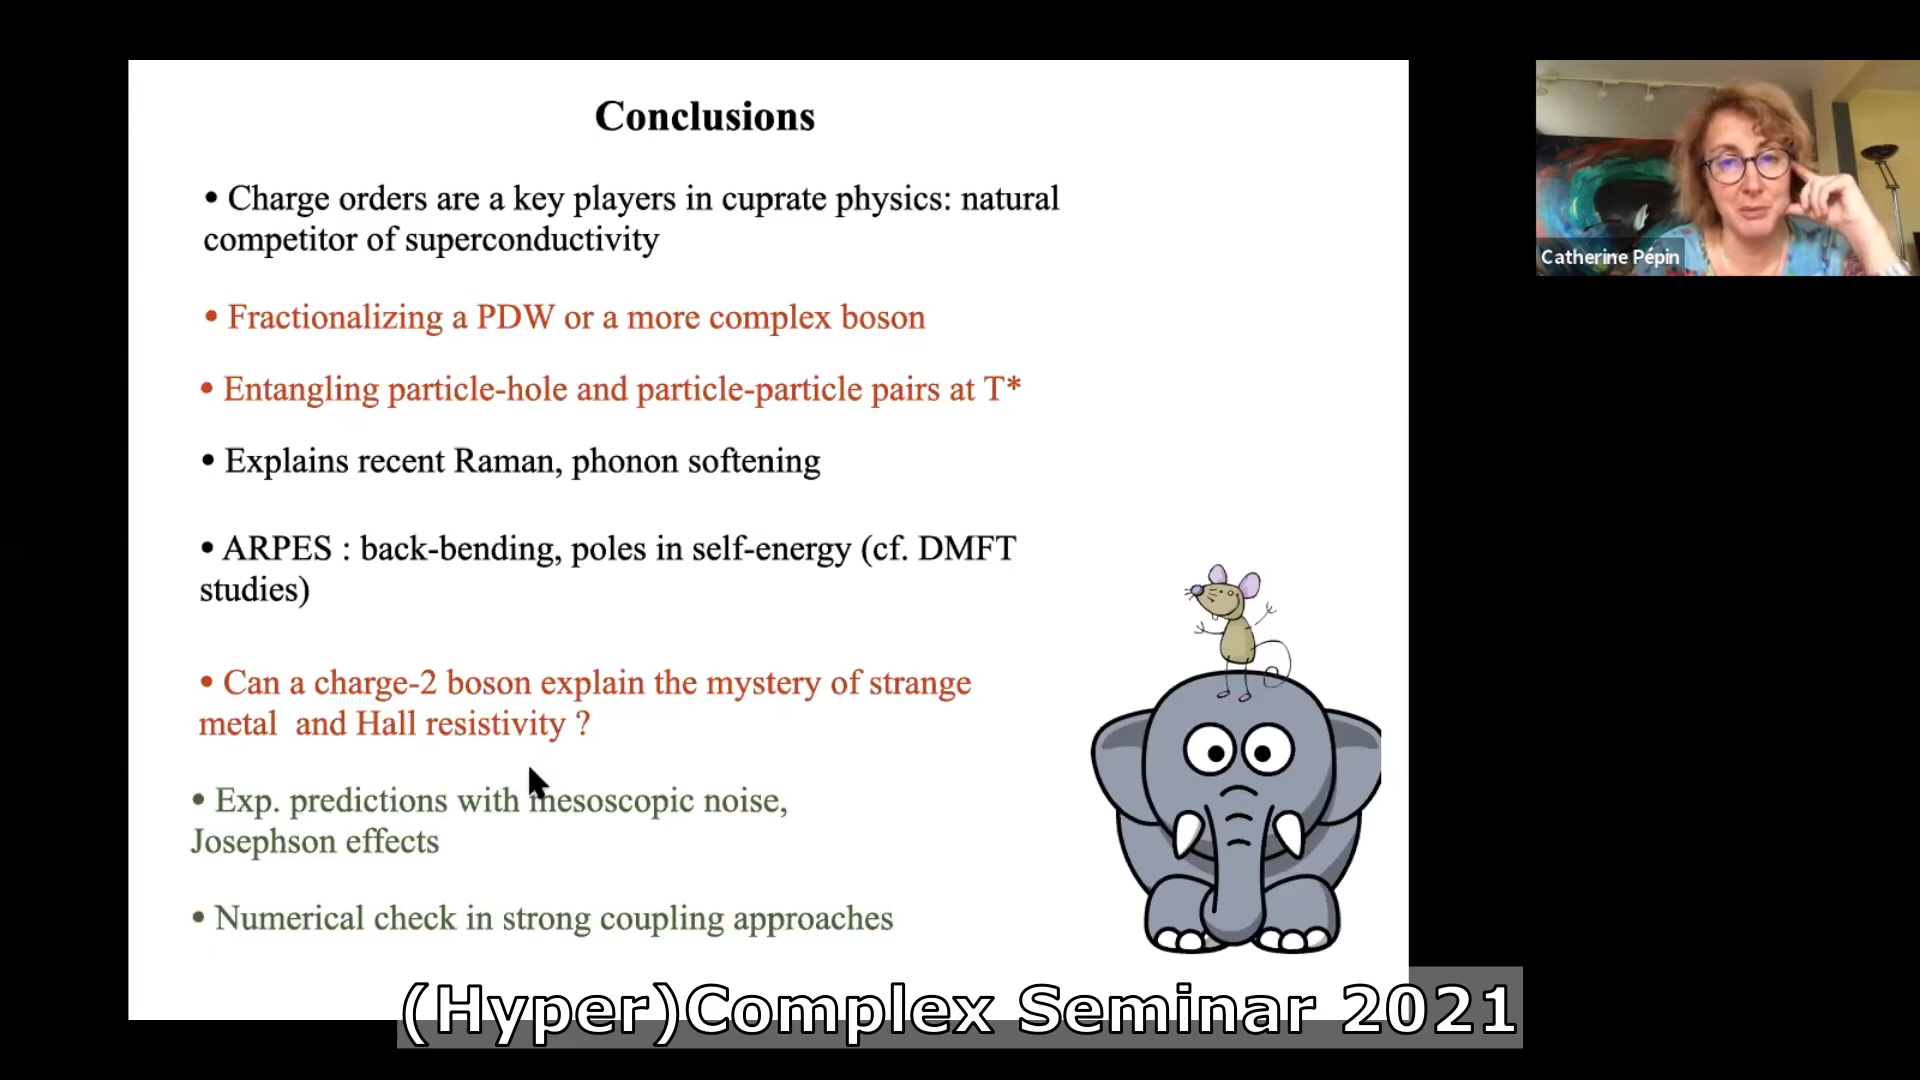 Conclusions
• Charge orders are a key players in cuprate physics: natural
competitor of superconductivity
• Fractionalizing a PDW or a more complex boson
• Entangling particle-hole and particle-particle pairs at T*
• Explains recent Raman, phonon softening
• ARPES : back-bending, poles in self-energy (cf. DMFT
studies)
• Can a charge-2 boson explain the mystery of strange
metal and Hall resistivity ?
• Exp. predictions with mesoscopic noise,
Josephson effects
• Numerical check in strong coupling approaches
Catherine Pépin
(Hyper)Complex Seminar 2021